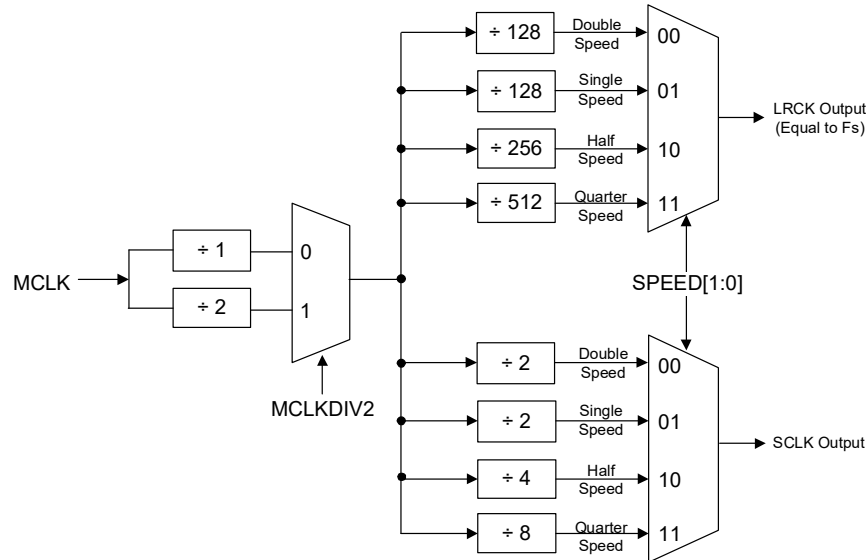 ÷ 128
Double
Speed
00
÷ 128
Single
Speed
01
÷ 256
Half
Speed
10
÷ 512
Quarter
Speed
11
LRCK Output
(Equal to Fs)
÷ 1
0
MCLK
÷ 2
1
MCLKDIV2
SPEED[1:0]
÷ 2
Double
Speed
00
÷ 2
Single
Speed
01
÷ 4
Half
Speed
10
÷ 8
Quarter
Speed
11
SCLK Output